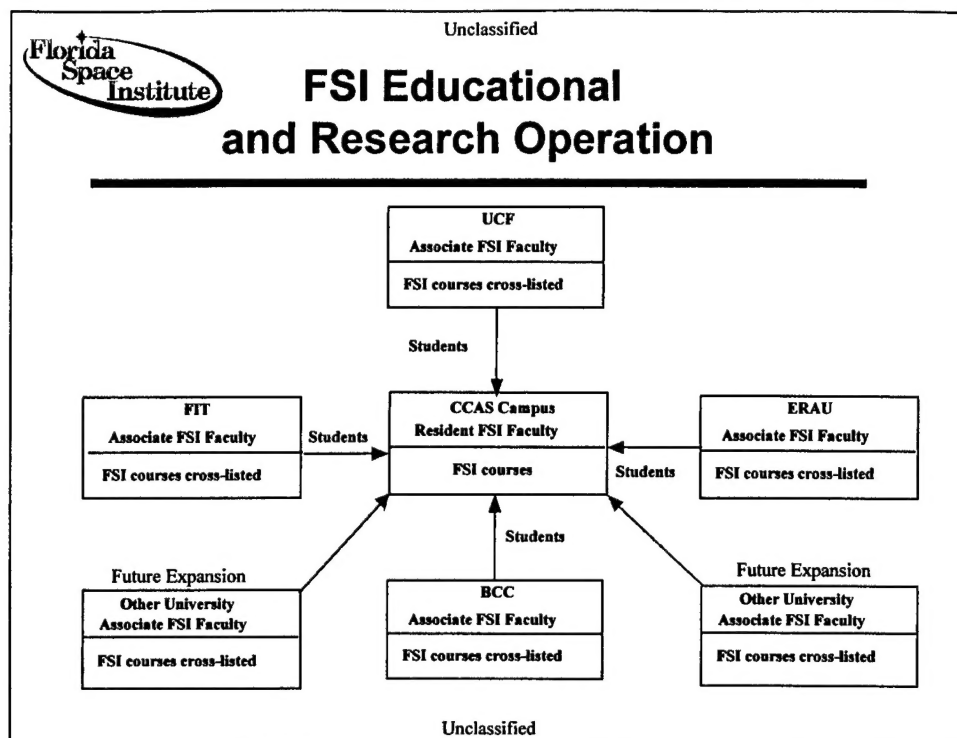 Unclassified
Florida
Space
Institute
FSI Educational
and Research Operation
UCF
Associate FSI Faculty
FSI courses cross-listed
Students
FIT
Associate FSI Faculty
FSI courses cross-listed
Students
CCAS Campus
Resident FSI Faculty
FSI courses
ERAU
Associate FSI Faculty
FSI courses cross-listed
Students
Students
Future Expansion
Other University
Associate FSI Faculty
FSI courses cross-listed
BCC
Associate FSI Faculty
FSI courses cross-listed
Future Expansion
Other University
Associate FSI Faculty
FSI courses cross-listed
Unclassified